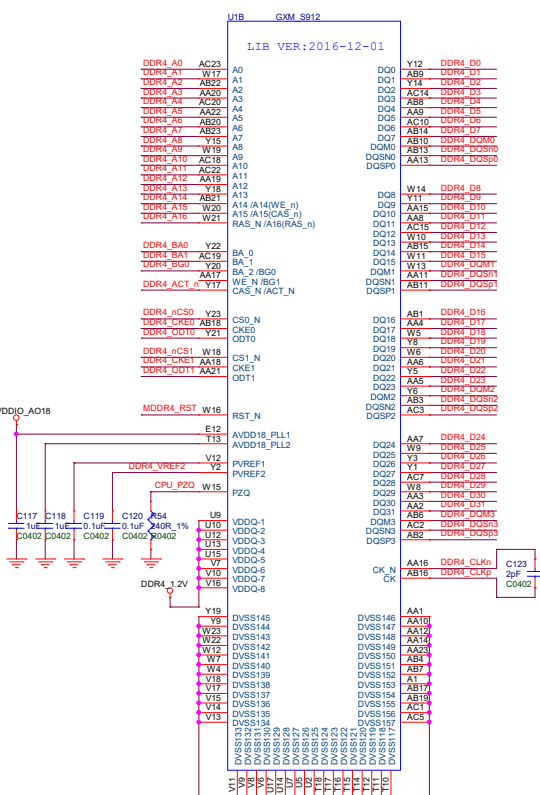 U1B GXM_S912
LIB VER:2016-12-01
DDR4_A0 AC23 A0
DDR4_A1 W17 A1
DDR4_A2 AB22 A2
DDR4_A3 AA20 A3
DDR4_A4 AC20 A4
DDR4_A5 AA22 A5
DDR4_A6 AB20 A6
DDR4_A7 AB23 A7
DDR4_A8 Y15 A8
DDR4_A9 W19 A9
DDR4_A10 AC18 A10
DDR4_A11 AC22 A11
DDR4_A12 AA19 A12
DDR4_A13 Y18 A13
DDR4_A14 AB21 A14 /A14(WE_n)
DDR4_A15 W20 A15 /A15(CAS_n)
DDR4_A16 W21 RAS_N /A16(RAS_n)
DDR4_BA0 Y22 BA_0
DDR4_BA1 AC19 BA_1
DDR4_BG0 Y20 BA_2 /BG0
AA17 WE_N /BG1
DDR4_ACT_n Y17 CAS_N /ACT_N
DDR4_nCS0 Y23 CS0_N
DDR4_CKE0 AB18 CKE0
DDR4_ODT0 Y21 ODT0
DDR4_nCS1 W18 CS1_N
DDR4_CKE1 AA18 CKE1
DDR4_ODT1 AA21 ODT1
MDDR4_RST W16 RST_N
VDDIO_AO18
E12 AVDD18_PLL1
T13 AVDD18_PLL2
V12 PVREF1
DDR4_VREF2 Y2 PVREF2
CPU_PZQ W15 PZQ
C117 1uF C0402
C118 1uF C0402
C119 0.1uF C0402
C120 0.1uF C0402
R54 240R_1% R0402
U9 VDDQ-1
U10 VDDQ-2
U12 VDDQ-3
U13 VDDQ-4
U15 VDDQ-5
V7 VDDQ-6
V10 VDDQ-7
V16 VDDQ-8
DDR4_1.2V
Y19 DVSS145
Y9 DVSS144
W23 DVSS143
W22 DVSS142
W12 DVSS141
W7 DVSS140
W4 DVSS139
V18 DVSS138
V17 DVSS137
V15 DVSS136
V14 DVSS135
V13 DVSS134
DQ0 Y12 DDR4_D0
DQ1 AB9 DDR4_D1
DQ2 Y14 DDR4_D2
DQ3 AC14 DDR4_D3
DQ4 AB8 DDR4_D4
DQ5 AA9 DDR4_D5
DQ6 AC10 DDR4_D6
DQ7 AB14 DDR4_D7
DQM0 AB10 DDR4_DQM0
DQSN0 AB13 DDR4_DQSn0
DQSP0 AA13 DDR4_DQSp0
DQ8 W14 DDR4_D8
DQ9 Y11 DDR4_D9
DQ10 AA15 DDR4_D10
DQ11 AA8 DDR4_D11
DQ12 AC15 DDR4_D12
DQ13 W10 DDR4_D13
DQ14 AB15 DDR4_D14
DQ15 W11 DDR4_D15
DQM1 W13 DDR4_DQM1
DQSN1 AA11 DDR4_DQSn1
DQSP1 AB11 DDR4_DQSp1
DQ16 AB1 DDR4_D16
DQ17 AA4 DDR4_D17
DQ18 W5 DDR4_D18
DQ19 Y8 DDR4_D19
DQ20 W6 DDR4_D20
DQ21 AA6 DDR4_D21
DQ22 Y5 DDR4_D22
DQ23 AA5 DDR4_D23
DQM2 Y6 DDR4_DQM2
DQSN2 AB3 DDR4_DQSn2
DQSP2 AC3 DDR4_DQSp2
DQ24 AA7 DDR4_D24
DQ25 W9 DDR4_D25
DQ26 Y3 DDR4_D26
DQ27 Y1 DDR4_D27
DQ28 AC7 DDR4_D28
DQ29 W8 DDR4_D29
DQ30 AA3 DDR4_D30
DQ31 AA2 DDR4_D31
DQM3 AB6 DDR4_DQM3
DQSN3 AC2 DDR4_DQSn3
DQSP3 AB2 DDR4_DQSp3
CK_N AA16 DDR4_CLKn
CK AB16 DDR4_CLKp
C123
2pF
C0402
DVSS146 AA1
DVSS147 AA10
DVSS148 AA12
DVSS149 AA14
DVSS150 AA23
DVSS151 AB4
DVSS152 AB7
DVSS153 A1
DVSS154 AB17
DVSS155 AB19
DVSS156 AC1
DVSS157 AC5
DVSS133 V11
DVSS132 V9
DVSS131 V8
DVSS130 V6
DVSS129 U17
DVSS128 U14
DVSS127 U7
DVSS126 U5
DVSS125 U2
DVSS124 T18
DVSS123 T17
DVSS122 T16
DVSS121 T15
DVSS120 T14
DVSS119 T12
DVSS118 T11
DVSS117 T10